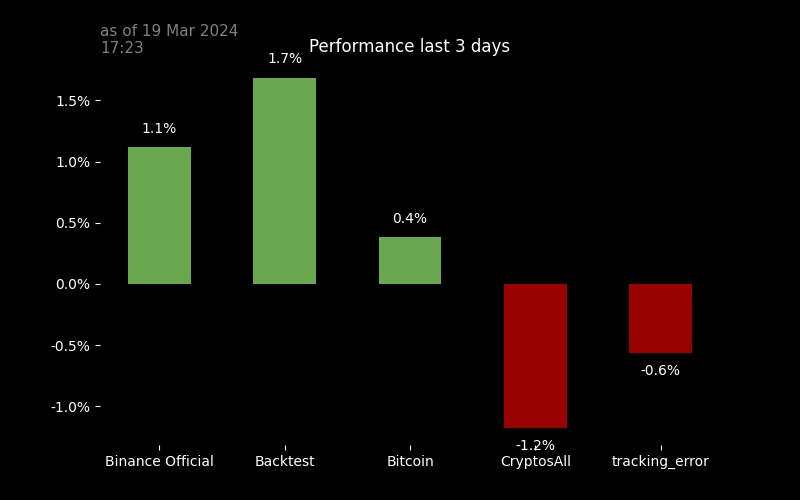 as of 19 Mar 2024
17:23
Performance last 3 days
1.7%
1.5%
1.1%
1.0%
0.5%
0.4%
0.0%
-0.5%
-0.6%
-1.0%
-1.2%
Binance Official
Backtest
Bitcoin
CryptosAll
tracking_error